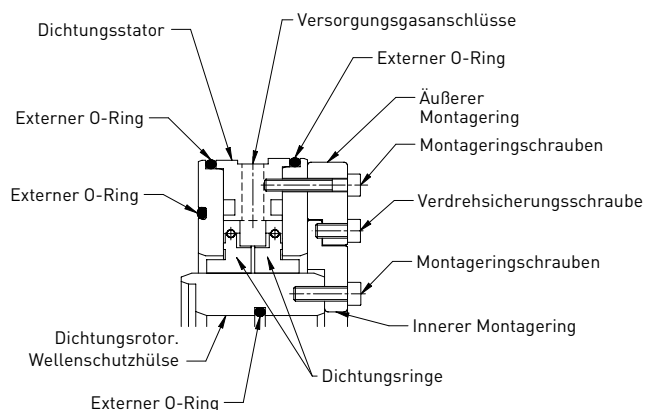 Versorgungsgasanschlüsse
Dichtungsstator
Externer O-Ring
Äußerer
Montagering
Externer O-Ring
Montageringschrauben
Externer O-Ring
Verdrehsicherungsschraube
Montageringschrauben
Innerer Montagering
Dichtungsrotor.
Wellenschutzhülse
Dichtungsringe
Externer O-Ring